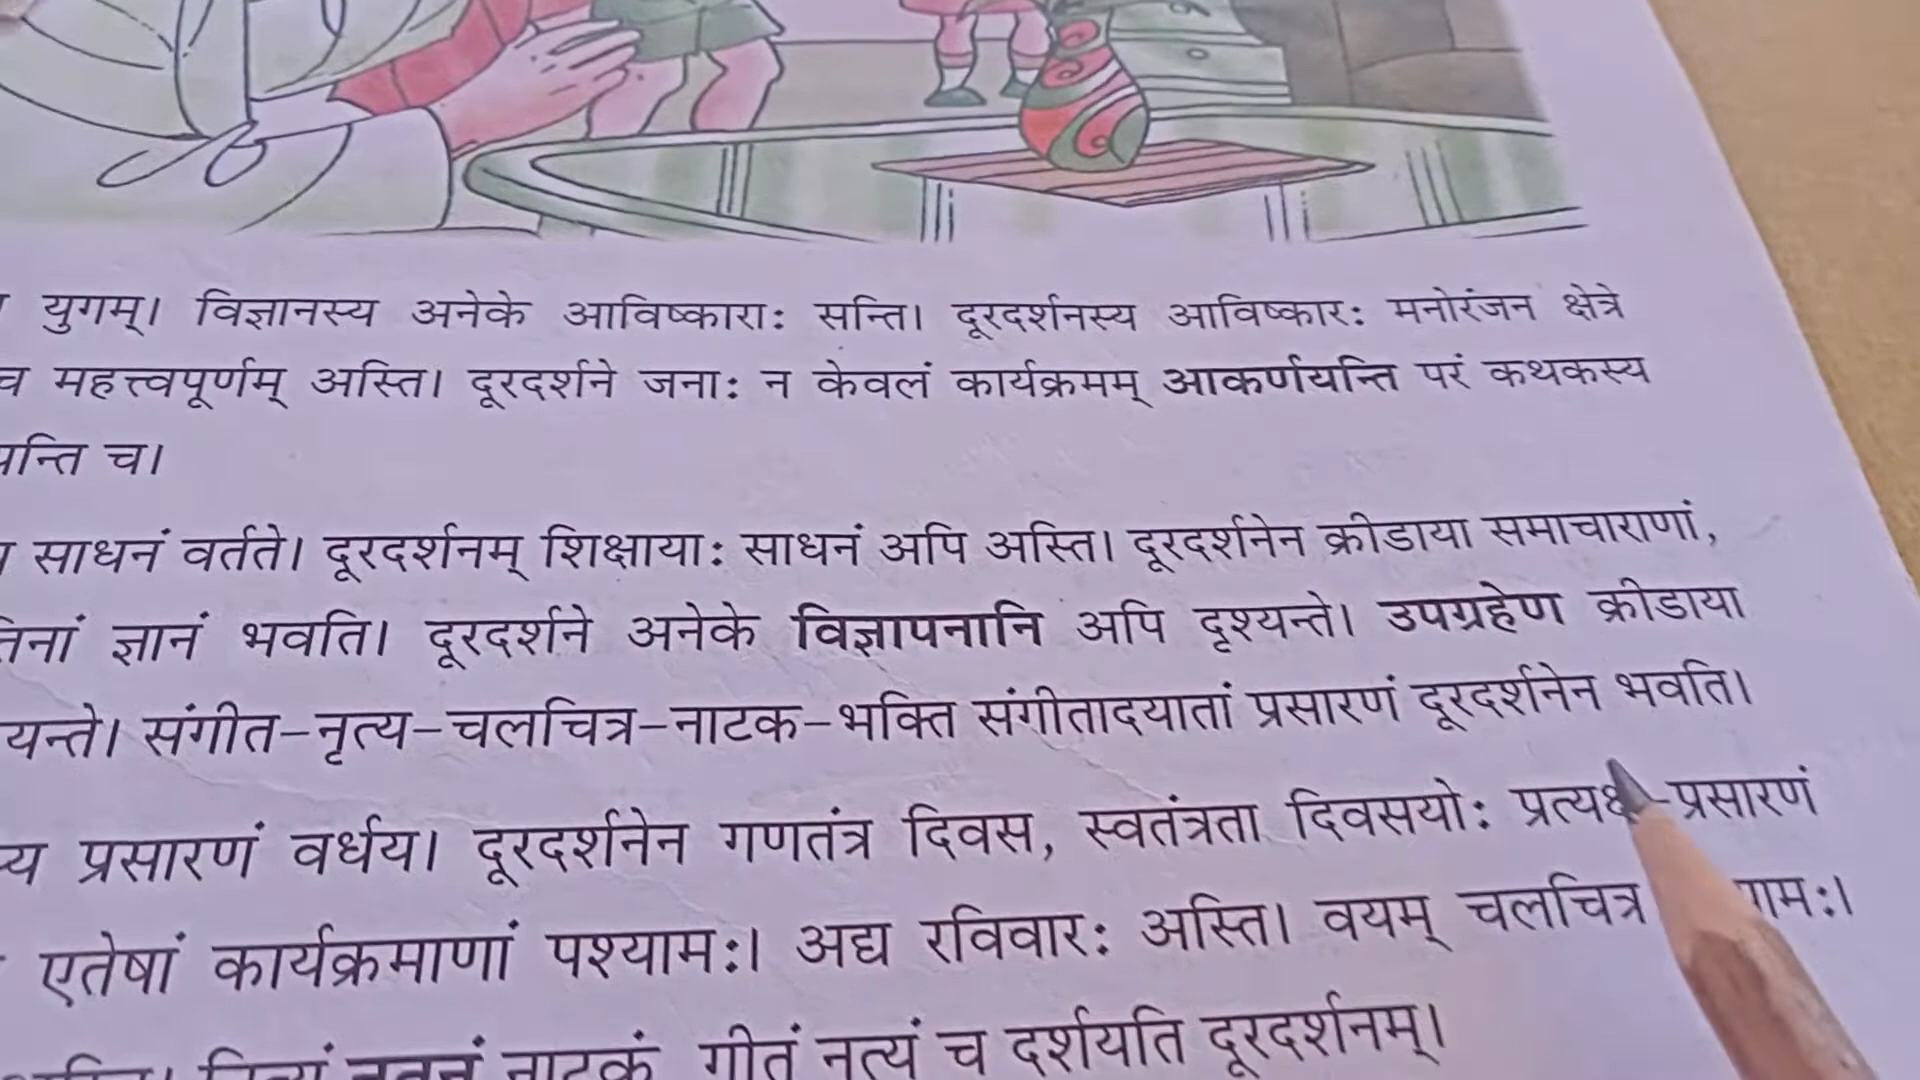 युगम्। विज्ञानस्य अनेके आविष्काराः सन्ति। दूरदर्शनस्य आविष्कारः मनोरंजन क्षेत्रे
च महत्त्वपूर्णम् अस्ति। दूरदर्शने जनाः न केवलं कार्यक्रमम् आकर्णयन्ति परं कथकस्य
च।
साधनं वर्तते। दूरदर्शनम् शिक्षायाः साधनं अपि अस्ति। दूरदर्शनेन क्रीडाया समाचाराणां,
ज्ञानं भवति। दूरदर्शने अनेके विज्ञापनानि अपि दृश्यन्ते। उपग्रहेण क्रीडाया
संगीत–नृत्य–चलचित्र–नाटक–भक्ति संगीतादयातां प्रसारणं दूरदर्शनेन भवति।
प्रसारणं वर्धय। दूरदर्शनेन गणतंत्र दिवस, स्वतंत्रता दिवसयोः प्रत्यक्ष–प्रसारणं
एतेषां कार्यक्रमाणां पश्यामः। अद्य रविवारः अस्ति। वयम् चलचित्र
नाटकं गीतं नृत्यं च दर्शयति दूरदर्शनम्।